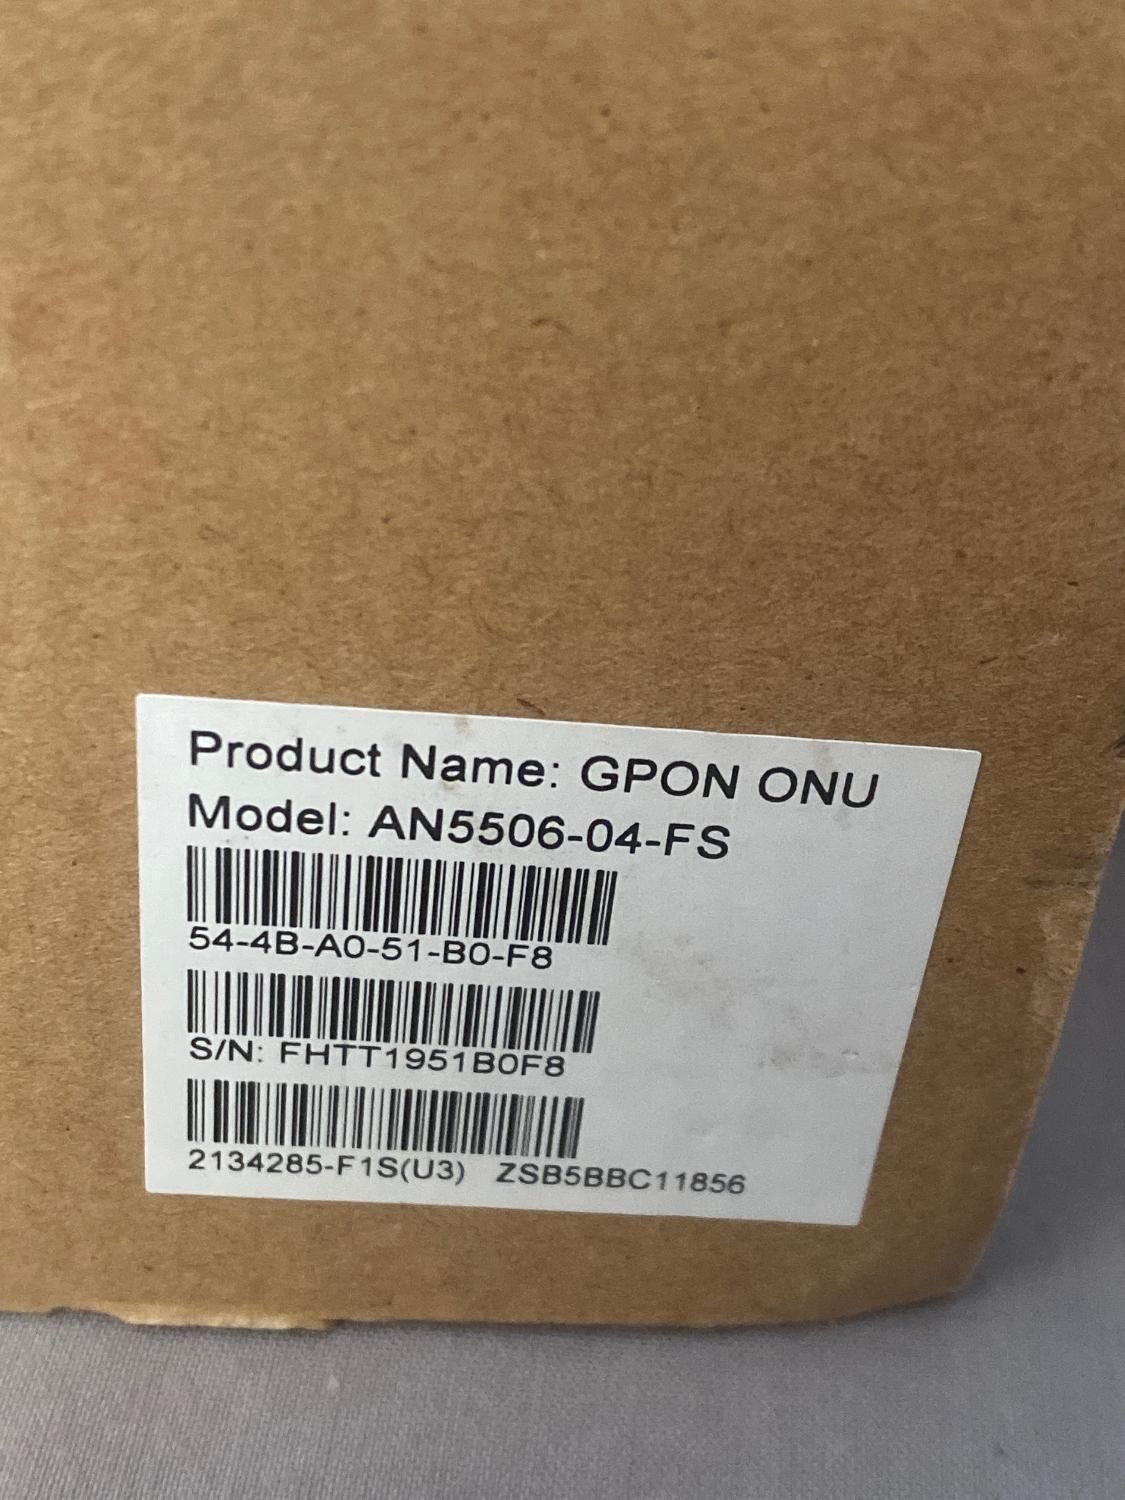 Product Name: GPON ONU
Model: AN5506-04-FS
54-4B-A0-51-B0-F8
S/N: FHTT1951B0F8
2134285-F1S(U3) ZSB5BBC11856